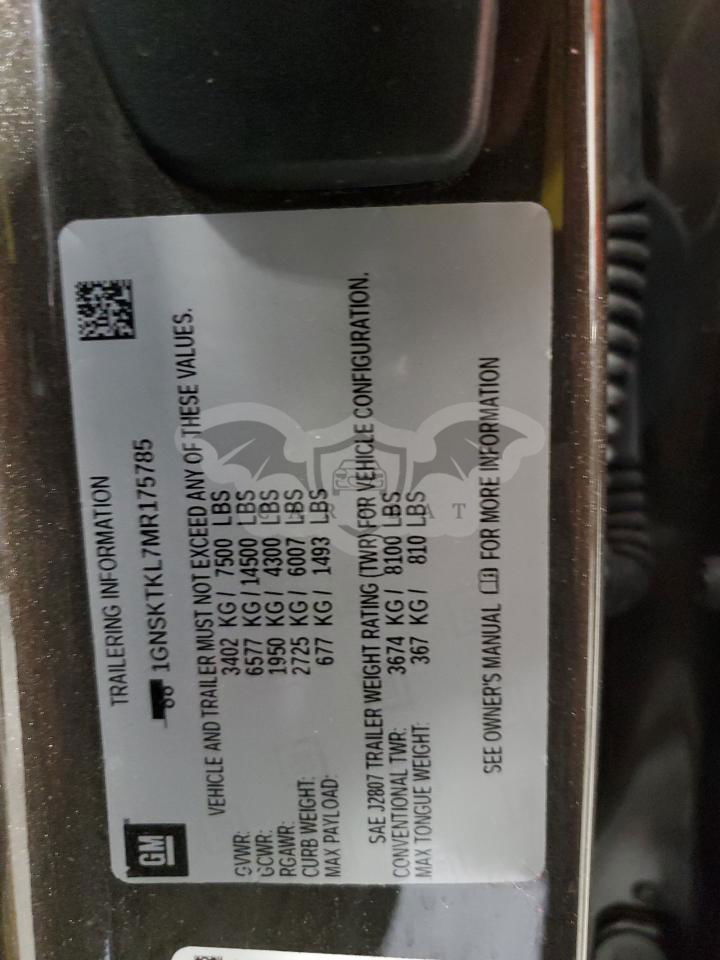 TRAILERING INFORMATION
1GNSKTKL7MR175785
VEHICLE AND TRAILER MUST NOT EXCEED ANY OF THESE VALUES.
GVWR: 3402 KG / 7500 LBS
GCWR: 6577 KG / 14500 LBS
RGAWR: 1950 KG / 4300 LBS
CURB WEIGHT: 2725 KG / 6007 LBS
MAX PAYLOAD: 677 KG / 1493 LBS
SAE J2807 TRAILER WEIGHT RATING (TWR) FOR VEHICLE CONFIGURATION.
CONVENTIONAL TWR: 3674 KG / 8100 LBS
MAX TONGUE WEIGHT: 367 KG / 810 LBS
SEE OWNER'S MANUAL FOR MORE INFORMATION
GM